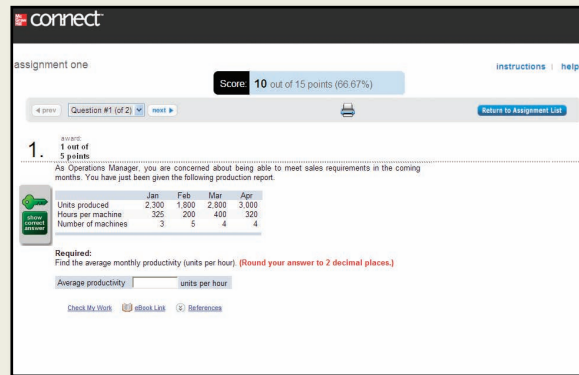 Mc Graw Hill connect
assignment one
instructions | help
Score: 10 out of 15 points (66.67%)
prev Question #1 (of 2) next
Return to Assignment List
award:
1. 1 out of
5 points
As Operations Manager, you are concerned about being able to meet sales requirements in the coming
months. You have just been given the following production report.
show correct answer
Jan Feb Mar Apr
Units produced 2,300 1,800 2,800 3,000
Hours per machine 325 200 400 320
Number of machines 3 5 4 4
Required:
Find the average monthly productivity (units per hour). (Round your answer to 2 decimal places.)
Average productivity units per hour
Check My Work eBook Link References